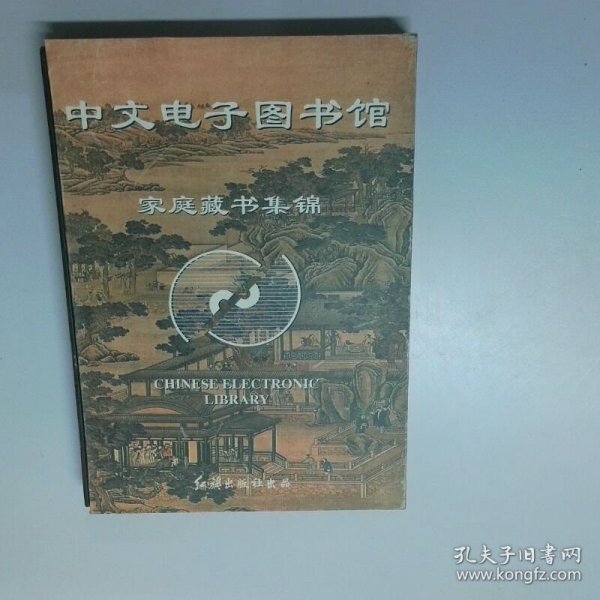 中文电子图书馆
家庭藏书集锦
CHINESE ELECTRONIC
LIBRARY
红旗出版社出品
孔夫子旧书网
www.kongfz.com